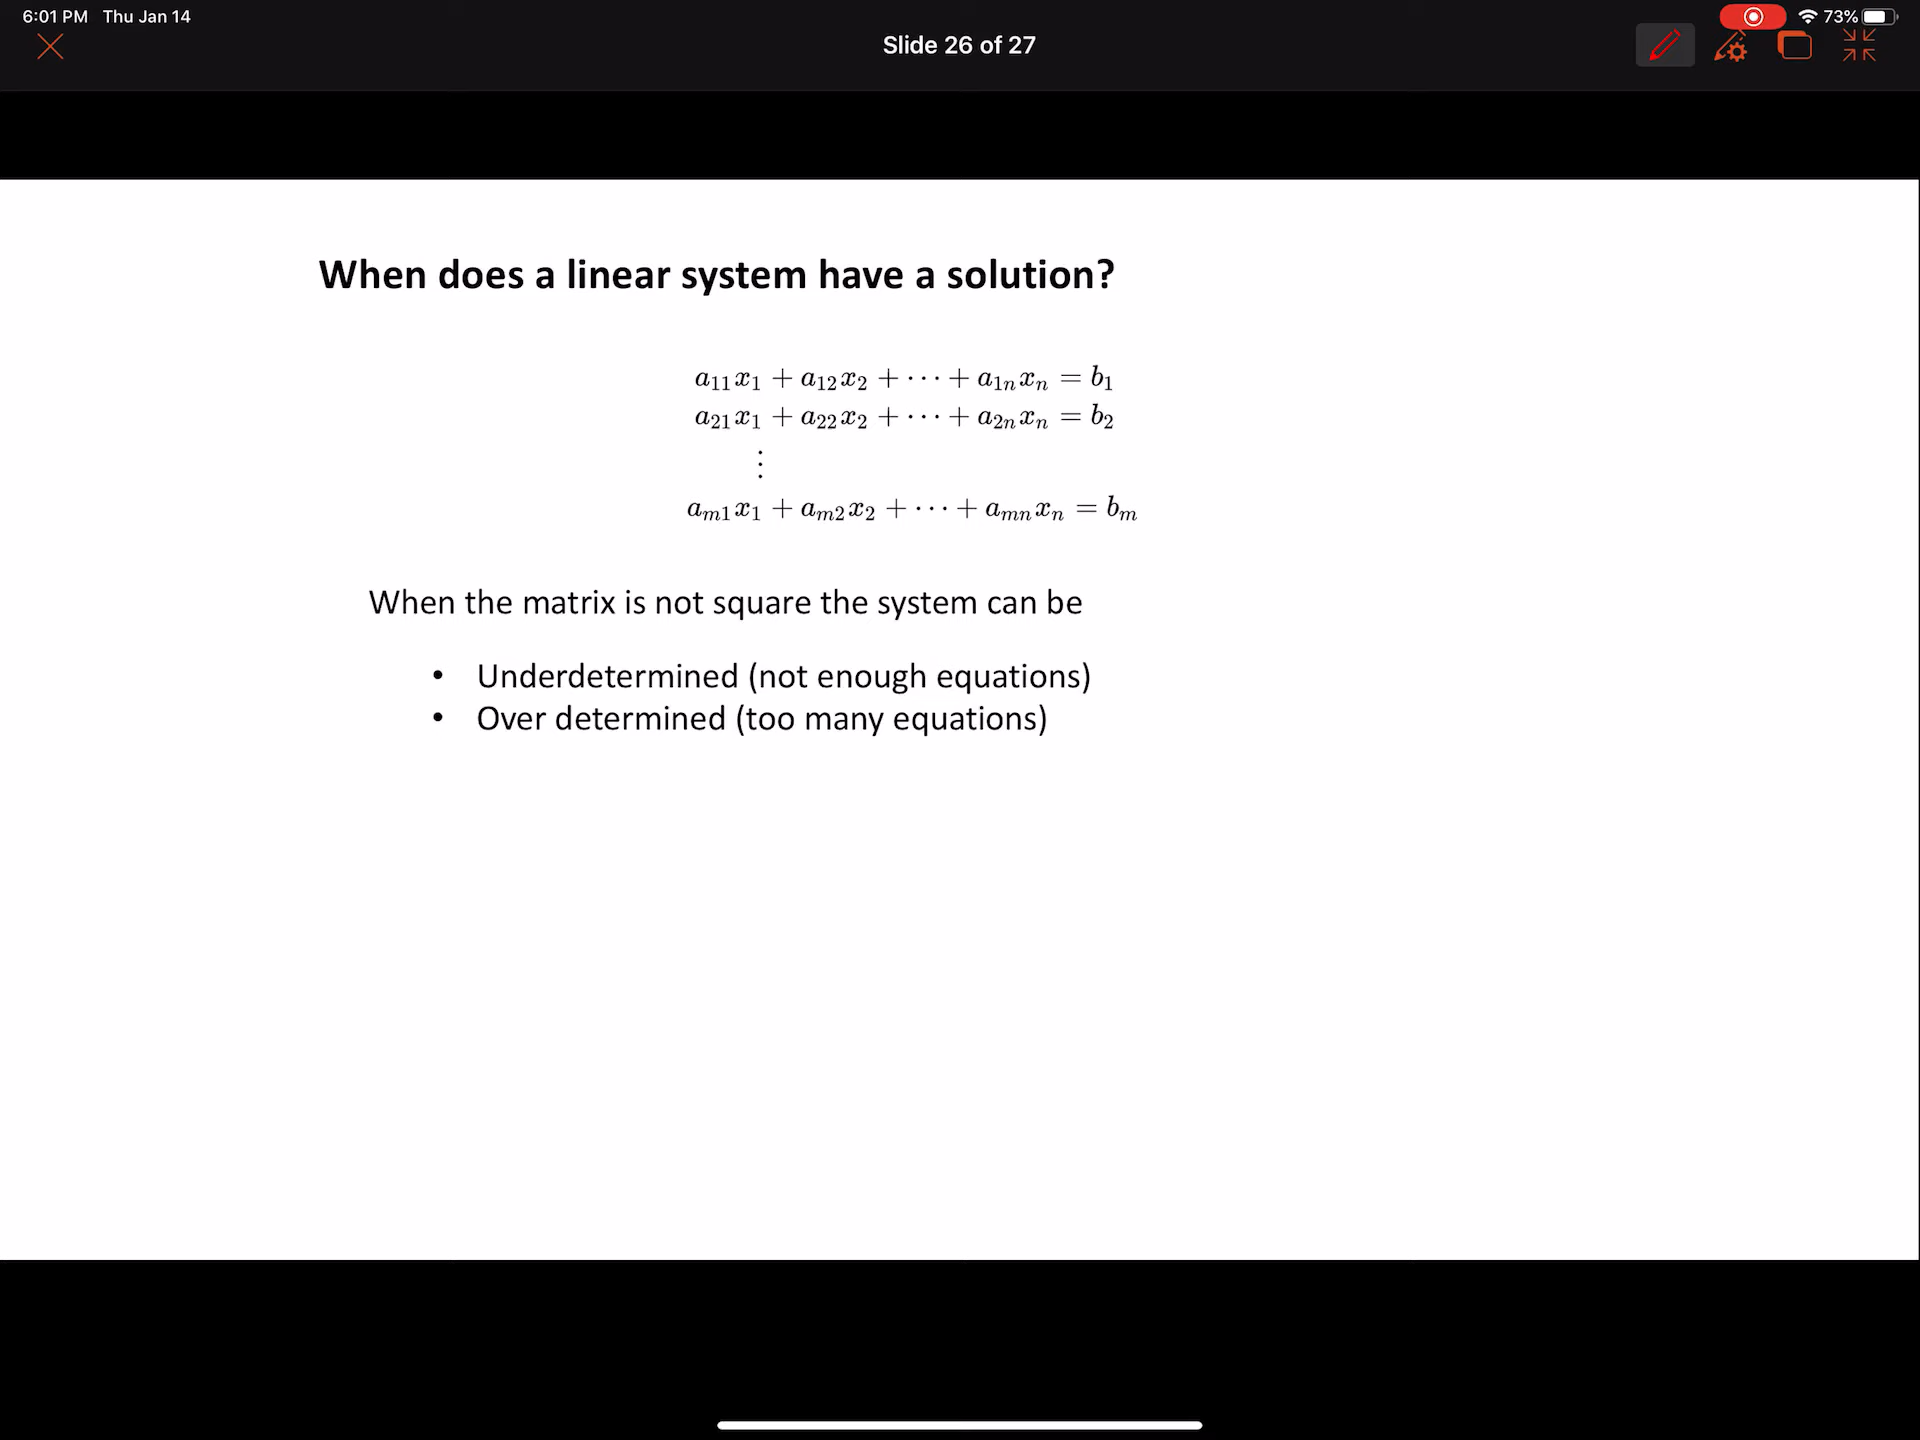 6:01 PM Thu Jan 14
73%
Slide 26 of 27
When does a linear system have a solution?
a₁₁x₁ + a₁₂x₂ + ··· + a₁ₙxₙ = b₁
a₂₁x₁ + a₂₂x₂ + ··· + a₂ₙxₙ = b₂
⋮
aₘ₁x₁ + aₘ₂x₂ + ··· + aₘₙxₙ = bₘ
When the matrix is not square the system can be
• Underdetermined (not enough equations)
• Over determined (too many equations)